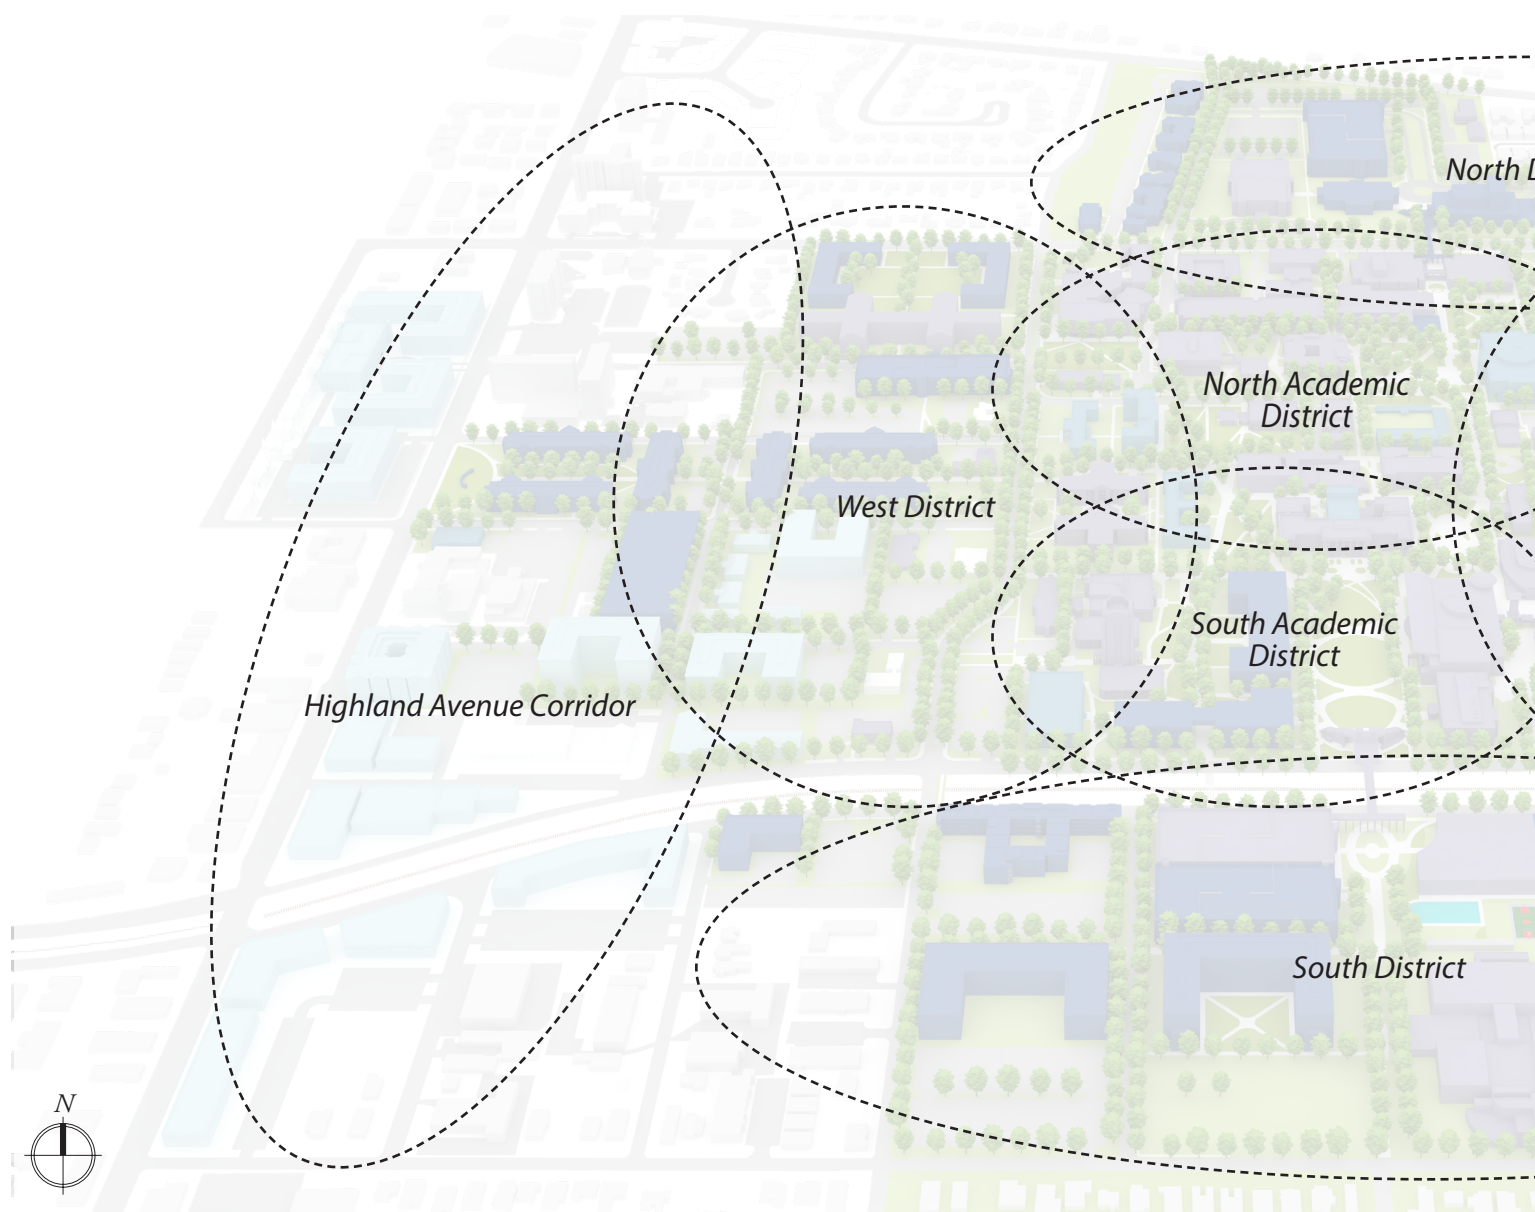 North
North Academic
District
West District
South Academic
District
Highland Avenue Corridor
South District
N